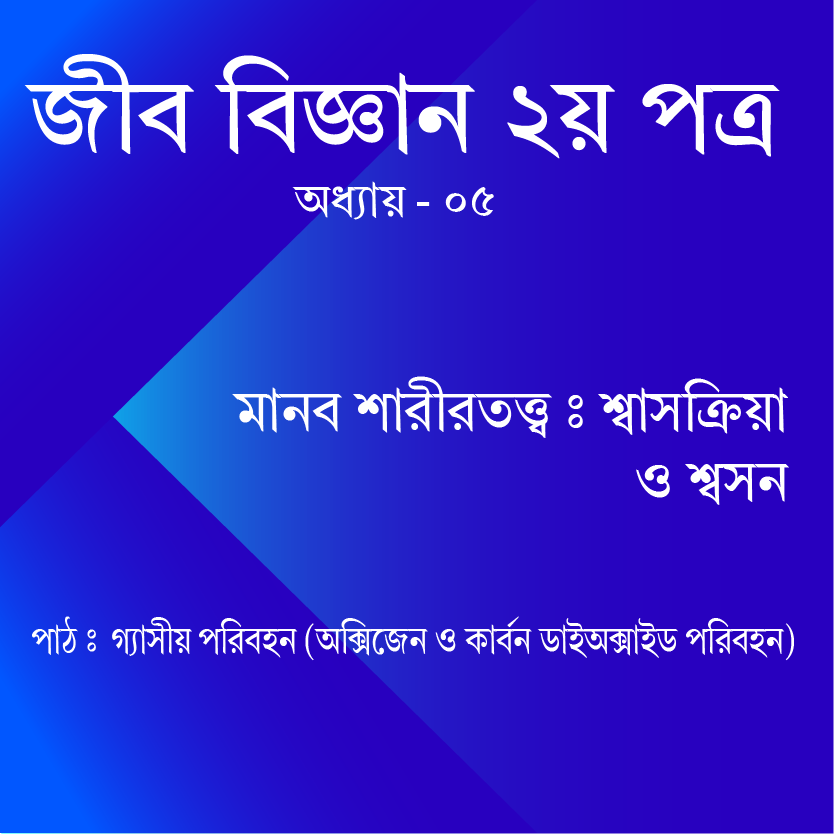 জীব বিজ্ঞান ২য় পত্র
অধ্যায় - ০৫
মানব শারীরতত্ত্ব ঃ শ্বাসক্রিয়া
ও শ্বসন
পাঠ ঃ গ্যাসীয় পরিবহন (অক্সিজেন ও কার্বন ডাইঅক্সাইড পরিবহন)